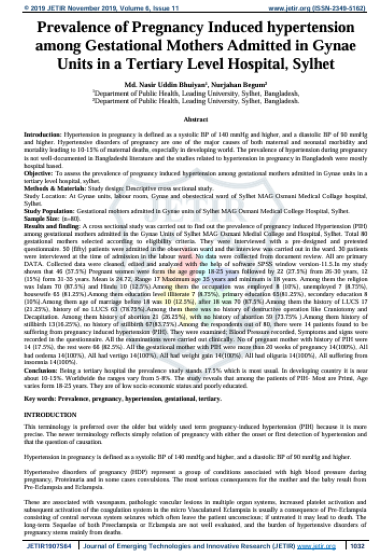 © 2019 JETIR November 2019, Volume 6, Issue 11 www.jetir.org (ISSN-2349-5162)
Prevalence of Pregnancy Induced hypertension
among Gestational Mothers Admitted in Gynae
Units in a Tertiary Level Hospital, Sylhet
Md. Nasir Uddin Bhuiyan¹, Nurjahan Begum²
¹Department of Public Health, Leading University, Sylhet, Bangladesh,
²Department of Public Health, Leading University, Sylhet, Bangladesh.
Abstract
Introduction: Hypertension in pregnancy is defined as a systolic BP of 140 mmHg and higher, and a diastolic BP of 90 mmHg
and higher. Hypertensive disorders of pregnancy are one of the major causes of both maternal and neonatal morbidity and
mortality leading to 10-15% of maternal deaths, especially in developing world. The prevalence of hypertension during pregnancy
is not well-documented in Bangladeshi literature and the studies related to hypertension in pregnancy in Bangladesh were mostly
hospital based.
Objective: To assess the prevalence of pregnancy induced hypertension among gestational mothers admitted in Gynae units in a
tertiary level hospital, sylhet.
Methods & Materials: Study design: Descriptive cross sectional study.
Study Location: At Gynae units, labour room, Gynae and obestectical ward of Sylhet MAG Osmani Medical College hospital,
Sylhet.
Study Population: Gestational mothers admitted in Gynae units of Sylhet MAG Osmani Medical College Hospital, Sylhet.
Sample Size: (n-80).
Results and finding: A cross sectional study was carried out to find out the prevalence of pregnancy induced Hypertension (PIH)
among gestational mothers admitted in the Gynae Units of Sylhet MAG Osmani Medial College and Hospital, Sylhet. Total 80
gestational mothers selected according to eligibility criteria. They were interviewed with a pre-designed and pretested
questionnaire. 50 (fifty) patients were admitted in the observation ward and the interview was carried out in the ward. 30 patients
were interviewed at the time of admission in the labour ward. No data were collected from document review. All are primary
DATA. Collected data were cleaned, edited and analyzed with the help of software SPSS window version-11.5.In my study
shown that 46 (57.5%) Pregnant women were form the age group 18-25 years followed by 22 (27.5%) from 26-30 years, 12
(15%) form 31-35 years. Mean is 24.72, Range 17 Maximum age 35 years and minimum is 18 years. Among them the religion
was Islam 70 (87.5%) and Hindo 10 (12.5%).Among them the occupation was employed 8 (10%), unemployed 7 (8.75%),
housewife 65 (81.25%).Among them education level illiterate 7 (8.75%), primary education 65(81.25%), secondary education 8
(10%).Among them age of marriage before 18 was 10 (12.5%), after 18 was 70 (87.5%).Among them the history of LUCS 17
(21.25%), history of no LUCS 63 (78.75%).Among them there was no history of destructive operation like Craniotomy and
Decapitation. Among them history of abortion 21 (26.25%), with no history of abortion 59 (73.75% ).Among them history of
stillbirth 13(16.25%), no history of stillbirth 67(83.75%).Among the respondents out of 80, there were 14 patients found to be
suffering from pregnancy induced hypertension (PIH). They were examined; Blood Pressure recorded, Symptoms and signs were
recorded in the questionnaire. All the examinations were carried out clinically. No of pregnant mother with history of PIH were
14 (17.5%), the rest were 66 (82.5%). All the gestational mother with PIH were more than 20 weeks of pregnancy 14(100%), All
had oedema 14(100%). All had vertigo 14(100%). All had weight gain 14(100%). All had oliguria 14(100%), All suffering from
insomnia 14(100%).
Conclusion: Being a tertiary hospital the prevalence study stands 17.5% which is most usual. In developing country it is near
about 10-15%. Worldwide the ranges vary from 5-8%. The study reveals that among the patients of PIH- Most are Primi, Age
varies form 18-25 years. They are of low socio economic status and poorly educated.
Key words: Prevalence, pregnancy, hypertension, gestational, tertiary.
INTRODUCTION
This terminology is preferred over the older but widely used term pregnancy-induced hypertension (PIH) because it is more
precise. The newer terminology reflects simply relation of pregnancy with either the onset or first detection of hypertension and
that the question of causation.
Hypertension in pregnancy is defined as a systolic BP of 140 mmHg and higher, and a diastolic BP of 90 mmHg and higher.
Hypertensive disorders of pregnancy (HDP) represent a group of conditions associated with high blood pressure during
pregnancy, Proteinuria and in some cases convulsions. The most serious consequences for the mother and the baby result from
Pre-Eclampsia and Eclampsia.
These are associated with vasospasm, pathologic vascular lesions in multiple organ systems, increased platelet activation and
subsequent activation of the coagulation system in the micro Vasculature Eclampsia is usually a consequence of Pre-Eclampsia
consisting of central nervous system seizures which often leave the patient unconscious; if untreated it may lead to death. The
long-term Sequelae of both Preeclampsia or Eclampsia are not well evaluated, and the burden of hypertensive disorders of
pregnancy stems mainly from deaths.
JETIR1907584 Journal of Emerging Technologies and Innovative Research (JETIR) www.jetir.org 1032